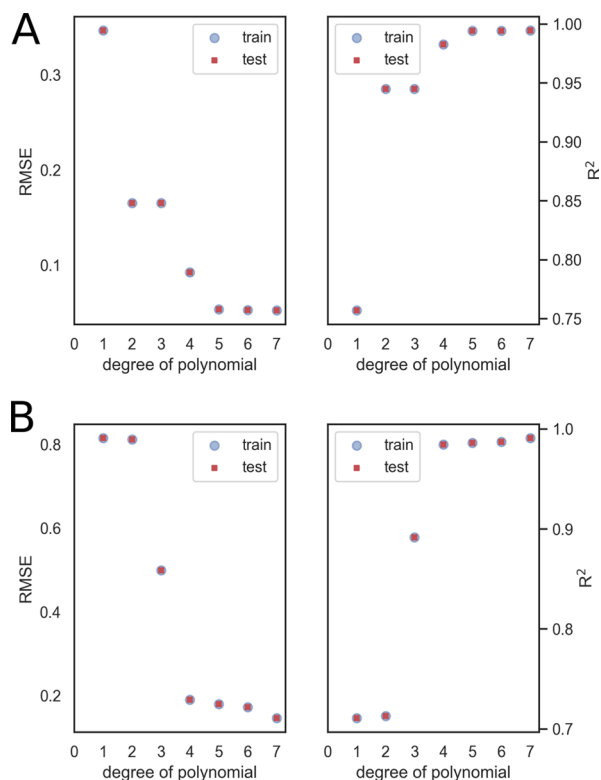 A
train
test
RMSE
0.3
0.2
0.1
0 1 2 3 4 5 6 7
degree of polynomial
train
test
1.00
0.95
0.90
0.85
0.80
0.75
R²
0 1 2 3 4 5 6 7
degree of polynomial
B
train
test
RMSE
0.8
0.6
0.4
0.2
0 1 2 3 4 5 6 7
degree of polynomial
train
test
1.0
0.9
0.8
0.7
R²
0 1 2 3 4 5 6 7
degree of polynomial